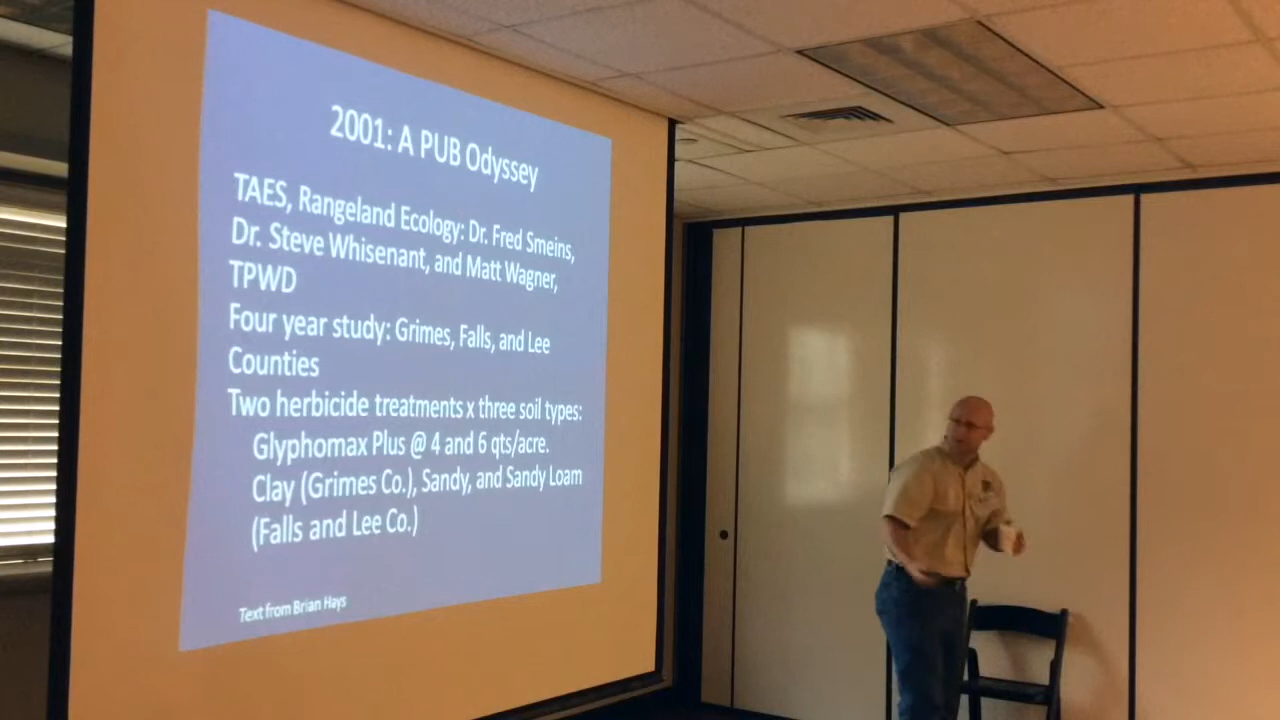 2001: A PUB Odyssey
TAES, Rangeland Ecology: Dr. Fred Smeins,
Dr. Steve Whisenant, and Matt Wagner,
TPWD
Four year study: Grimes, Falls, and Lee
Counties
Two herbicide treatments x three soil types:
Glyphomax Plus @ 4 and 6 qts/acre.
Clay (Grimes Co.), Sandy, and Sandy Loam
(Falls and Lee Co.)
Text from Brian Hays